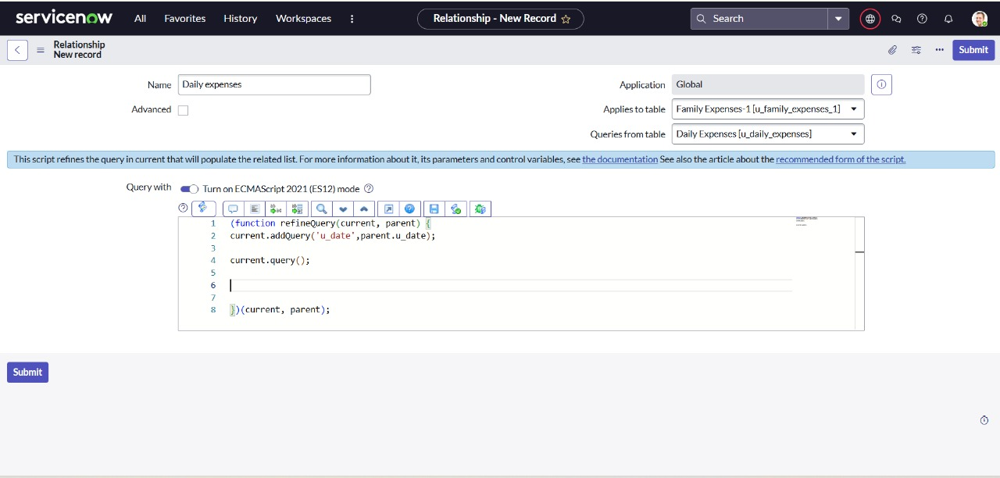 servicenow All Favorites History Workspaces Relationship - New Record Search
Relationship
New record
Submit
Name Daily expenses Application Global
Advanced Applies to table Family Expenses-1 [u_family_expenses_1]
Queries from table Daily Expenses [u_daily_expenses]
This script refines the query in current that will populate the related list. For more information about it, its parameters and control variables, see the documentation See also the article about the recommended form of the script.
Query with Turn on ECMAScript 2021 (ES12) mode
1 (function refineQuery(current, parent) {
2 current.addQuery('u_date',parent.u_date);
3
4 current.query();
5
6
7
8 })(current, parent);
Submit